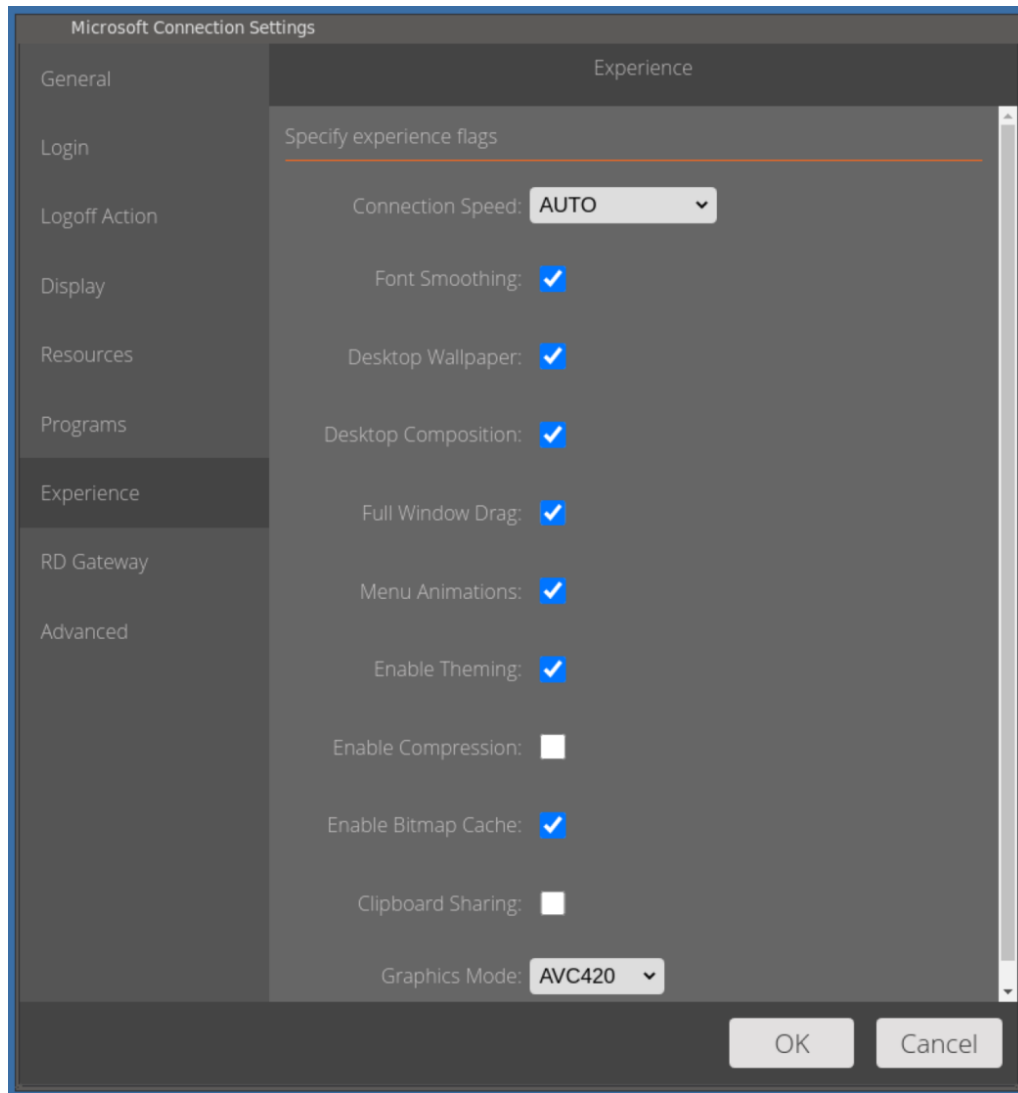 Microsoft Connection Settings
General
Login
Logoff Action
Display
Resources
Programs
Experience
RD Gateway
Advanced
Experience
Specify experience flags
Connection Speed: AUTO
Font Smoothing:
Desktop Wallpaper:
Desktop Composition:
Full Window Drag:
Menu Animations:
Enable Theming:
Enable Compression:
Enable Bitmap Cache:
Clipboard Sharing:
Graphics Mode: AVC420
OK Cancel